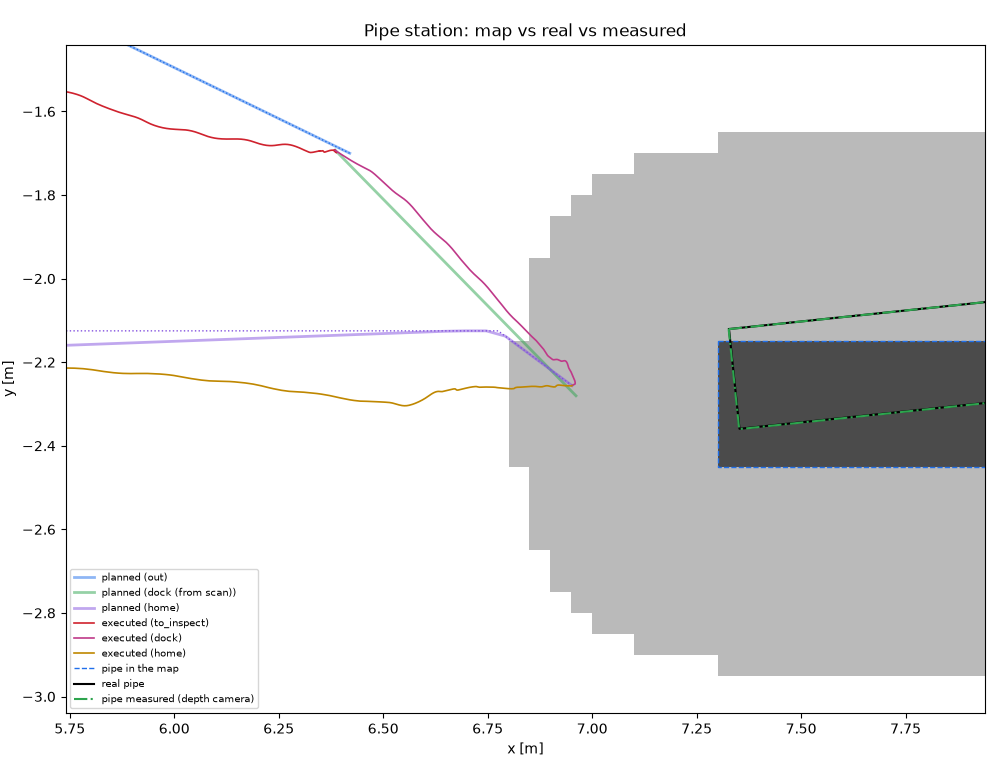 Pipe station: map vs real vs measured
y [m]
−1.6
−1.8
−2.0
−2.2
−2.4
−2.6
−2.8
−3.0
planned (out)
planned (dock (from scan))
planned (home)
executed (to_inspect)
executed (dock)
executed (home)
pipe in the map
real pipe
pipe measured (depth camera)
5.75 6.00 6.25 6.50 6.75 7.00 7.25 7.50 7.75
x [m]